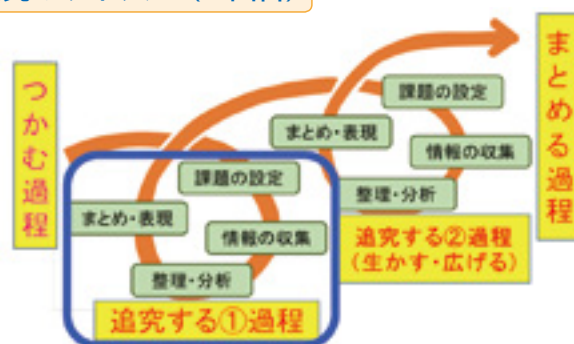 つかむ過程
課題の設定
情報の収集
整理・分析
まとめ・表現
追究する①過程
課題の設定
情報の収集
整理・分析
まとめ・表現
追究する②過程
(生かす・広げる)
まとめる過程